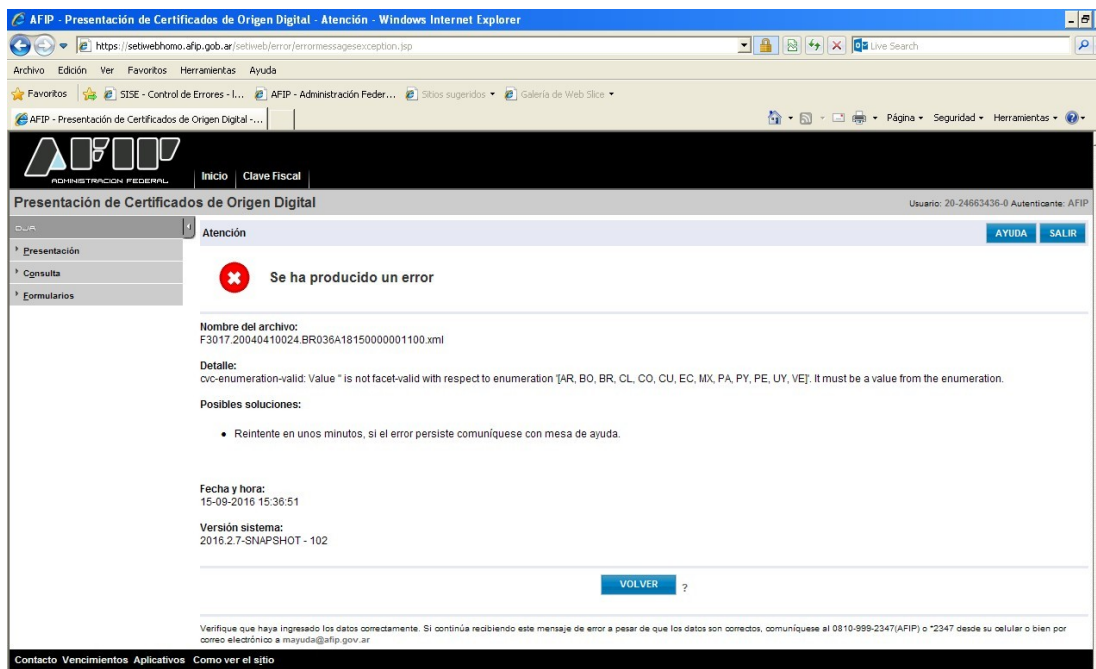 AFIP - Presentación de Certificados de Origen Digital - Atención - Windows Internet Explorer
https://setiwebhomo.afip.gob.ar/setiweb/error/errormessagesexception.jsp
Live Search
Archivo Edición Ver Favoritos Herramientas Ayuda
Favoritos SISE - Control de Errores - I... AFIP - Administración Feder... Sitios sugeridos Galería de Web Slice
AFIP - Presentación de Certificados de Origen Digital -... Página Seguridad Herramientas
AFIP
ADMINISTRACION FEDERAL
Inicio Clave Fiscal
Presentación de Certificados de Origen Digital
Usuario: 20-24663436-0 Autenticante: AFIP
Atención
AYUDA SALIR
Presentación
Consulta
Formularios
Se ha producido un error
Nombre del archivo:
F3017.20040410024.BR036A18150000001100.xml
Detalle:
cvc-enumeration-valid: Value '' is not facet-valid with respect to enumeration '[AR, BO, BR, CL, CO, CU, EC, MX, PA, PY, PE, UY, VE]'. It must be a value from the enumeration.
Posibles soluciones:
• Reintente en unos minutos, si el error persiste comuníquese con mesa de ayuda.
Fecha y hora:
15-09-2016 15:36:51
Versión sistema:
2016.2.7-SNAPSHOT - 102
VOLVER ?
Verifique que haya ingresado los datos correctamente. Si continúa recibiendo este mensaje de error a pesar de que los datos son correctos, comuníquese al 0810-999-2347(AFIP) o *2347 desde su celular o bien por
correo electrónico a mayuda@afip.gov.ar
Contacto Vencimientos Aplicativos Como ver el sitio